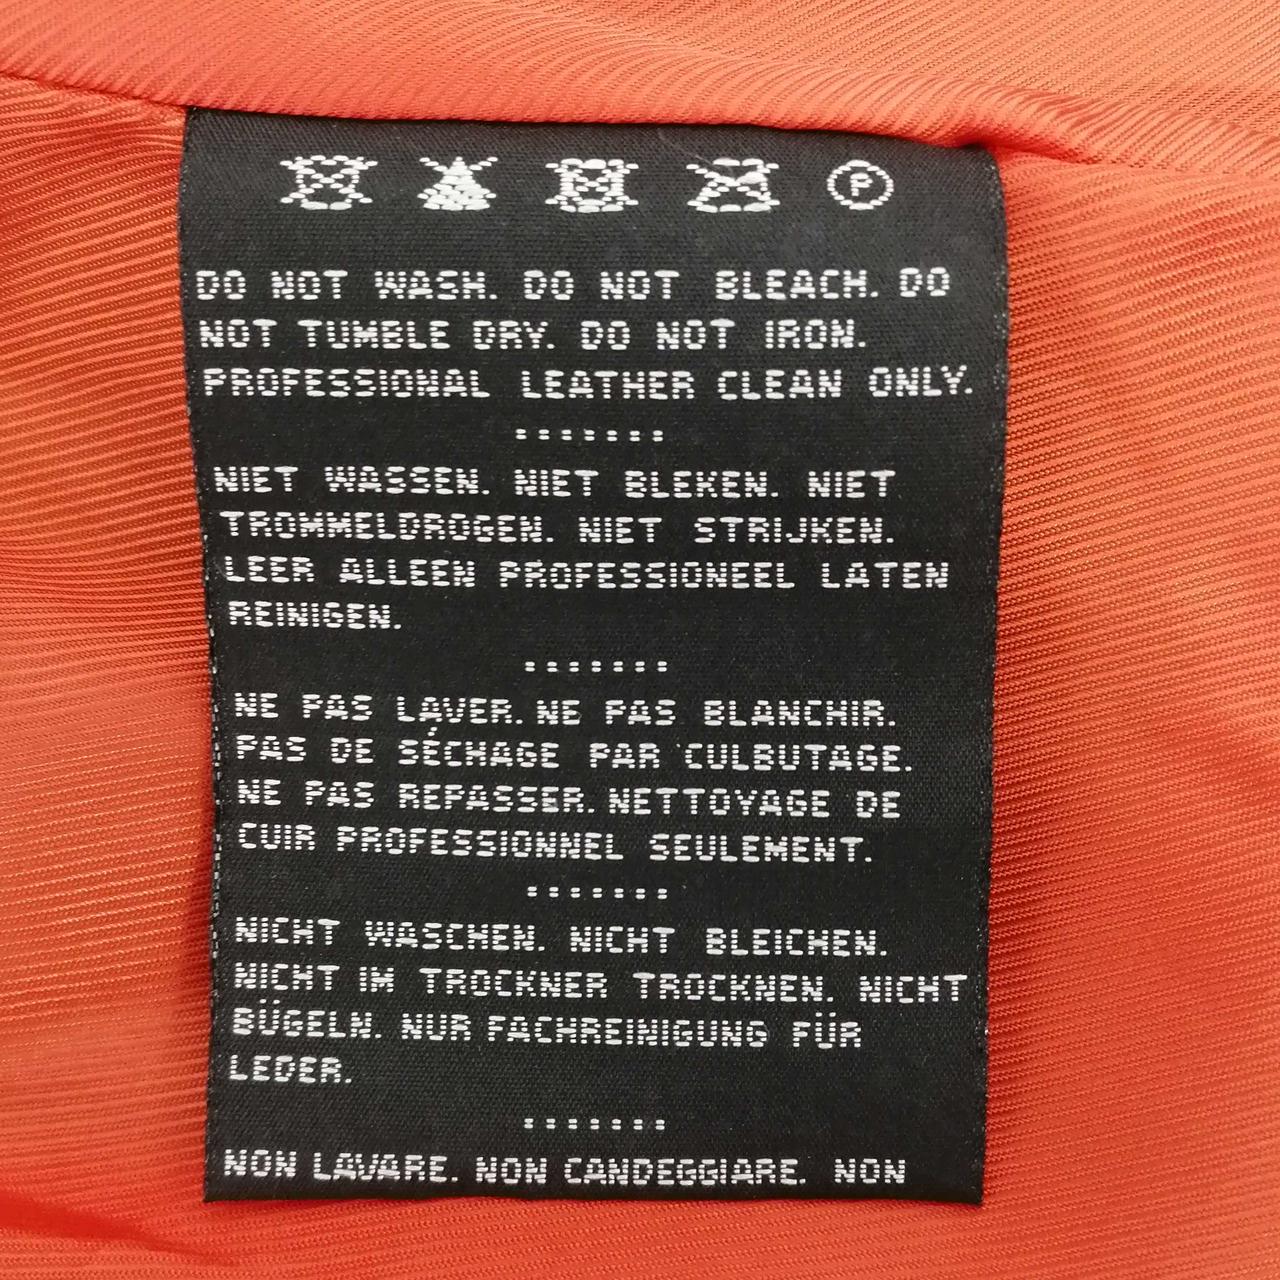 P
DO NOT WASH. DO NOT BLEACH. DO
NOT TUMBLE DRY. DO NOT IRON.
PROFESSIONAL LEATHER CLEAN ONLY.
NIET WASSEN. NIET BLEKEN. NIET
TROMMELDROGEN. NIET STRIJKEN.
LEER ALLEEN PROFESSIONEEL LATEN
REINIGEN.
NE PAS LAVER. NE PAS BLANCHIR.
PAS DE SÉCHAGE PAR CULBUTAGE.
NE PAS REPASSER. NETTOYAGE DE
CUIR PROFESSIONNEL SEULEMENT.
NICHT WASCHEN. NICHT BLEICHEN.
NICHT IM TROCKNER TROCKNEN. NICHT
BÜGELN. NUR FACHREINIGUNG FÜR
LEDER.
NON LAVARE. NON CANDEGGIARE. NON